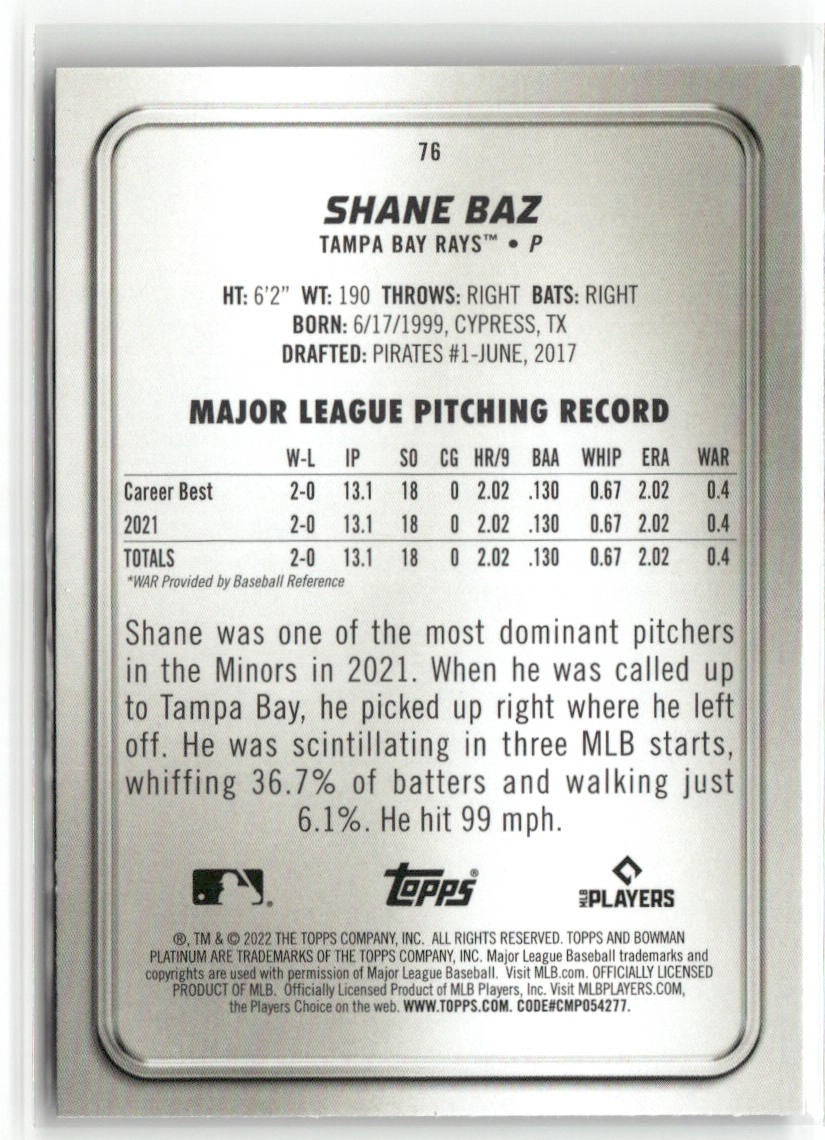 76
SHANE BAZ
TAMPA BAY RAYS™ • P
HT: 6'2" WT: 190 THROWS: RIGHT BATS: RIGHT
BORN: 6/17/1999, CYPRESS, TX
DRAFTED: PIRATES #1-JUNE, 2017
MAJOR LEAGUE PITCHING RECORD
W-L IP SO CG HR/9 BAA WHIP ERA WAR
Career Best 2-0 13.1 18 0 2.02 .130 0.67 2.02 0.4
2021 2-0 13.1 18 0 2.02 .130 0.67 2.02 0.4
TOTALS 2-0 13.1 18 0 2.02 .130 0.67 2.02 0.4
*WAR Provided by Baseball Reference
Shane was one of the most dominant pitchers
in the Minors in 2021. When he was called up
to Tampa Bay, he picked up right where he left
off. He was scintillating in three MLB starts,
whiffing 36.7% of batters and walking just
6.1%. He hit 99 mph.
topps® MLB PLAYERS
®, TM & © 2022 THE TOPPS COMPANY, INC. ALL RIGHTS RESERVED. TOPPS AND BOWMAN
PLATINUM ARE TRADEMARKS OF THE TOPPS COMPANY, INC. Major League Baseball trademarks and
copyrights are used with permission of Major League Baseball. Visit MLB.com. OFFICIALLY LICENSED
PRODUCT OF MLB. Officially Licensed Product of MLB Players, Inc. Visit MLBPLAYERS.COM,
the Players Choice on the web. WWW.TOPPS.COM. CODE#CMP054277.